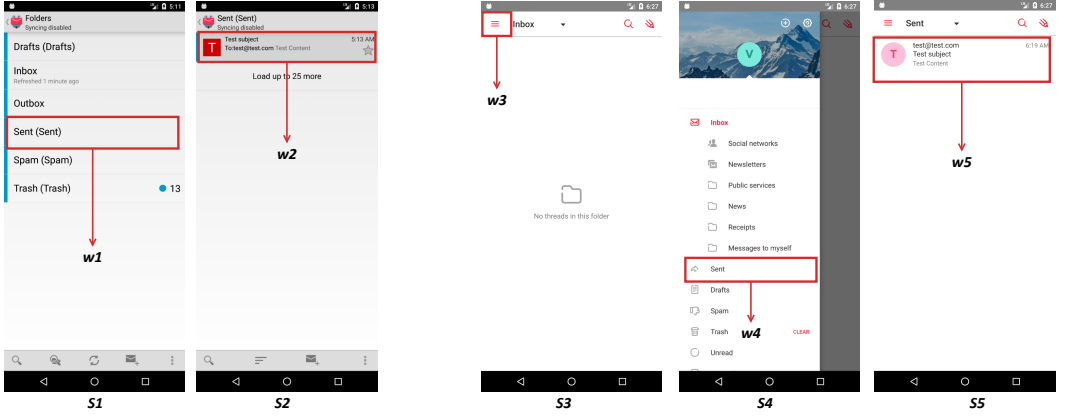 5:11
Folders
Syncing disabled
Drafts (Drafts)
Inbox
Refreshed 1 minute ago
Outbox
Sent (Sent)
Spam (Spam)
Trash (Trash) 13
w1
S1
5:13
Sent (Sent)
Syncing disabled
T
Test subject 5:13 AM
To:test@test.com Test Content
Load up to 25 more
w2
S2
6:27
Inbox
w3
No threads in this folder
S3
6:27
V
Inbox
Social networks
Newsletters
Public services
News
Receipts
Messages to myself
Sent
Drafts
Spam
Trash CLEAR
w4
Unread
S4
6:27
Sent
T
test@test.com 6:19 AM
Test subject
Test Content
w5
S5